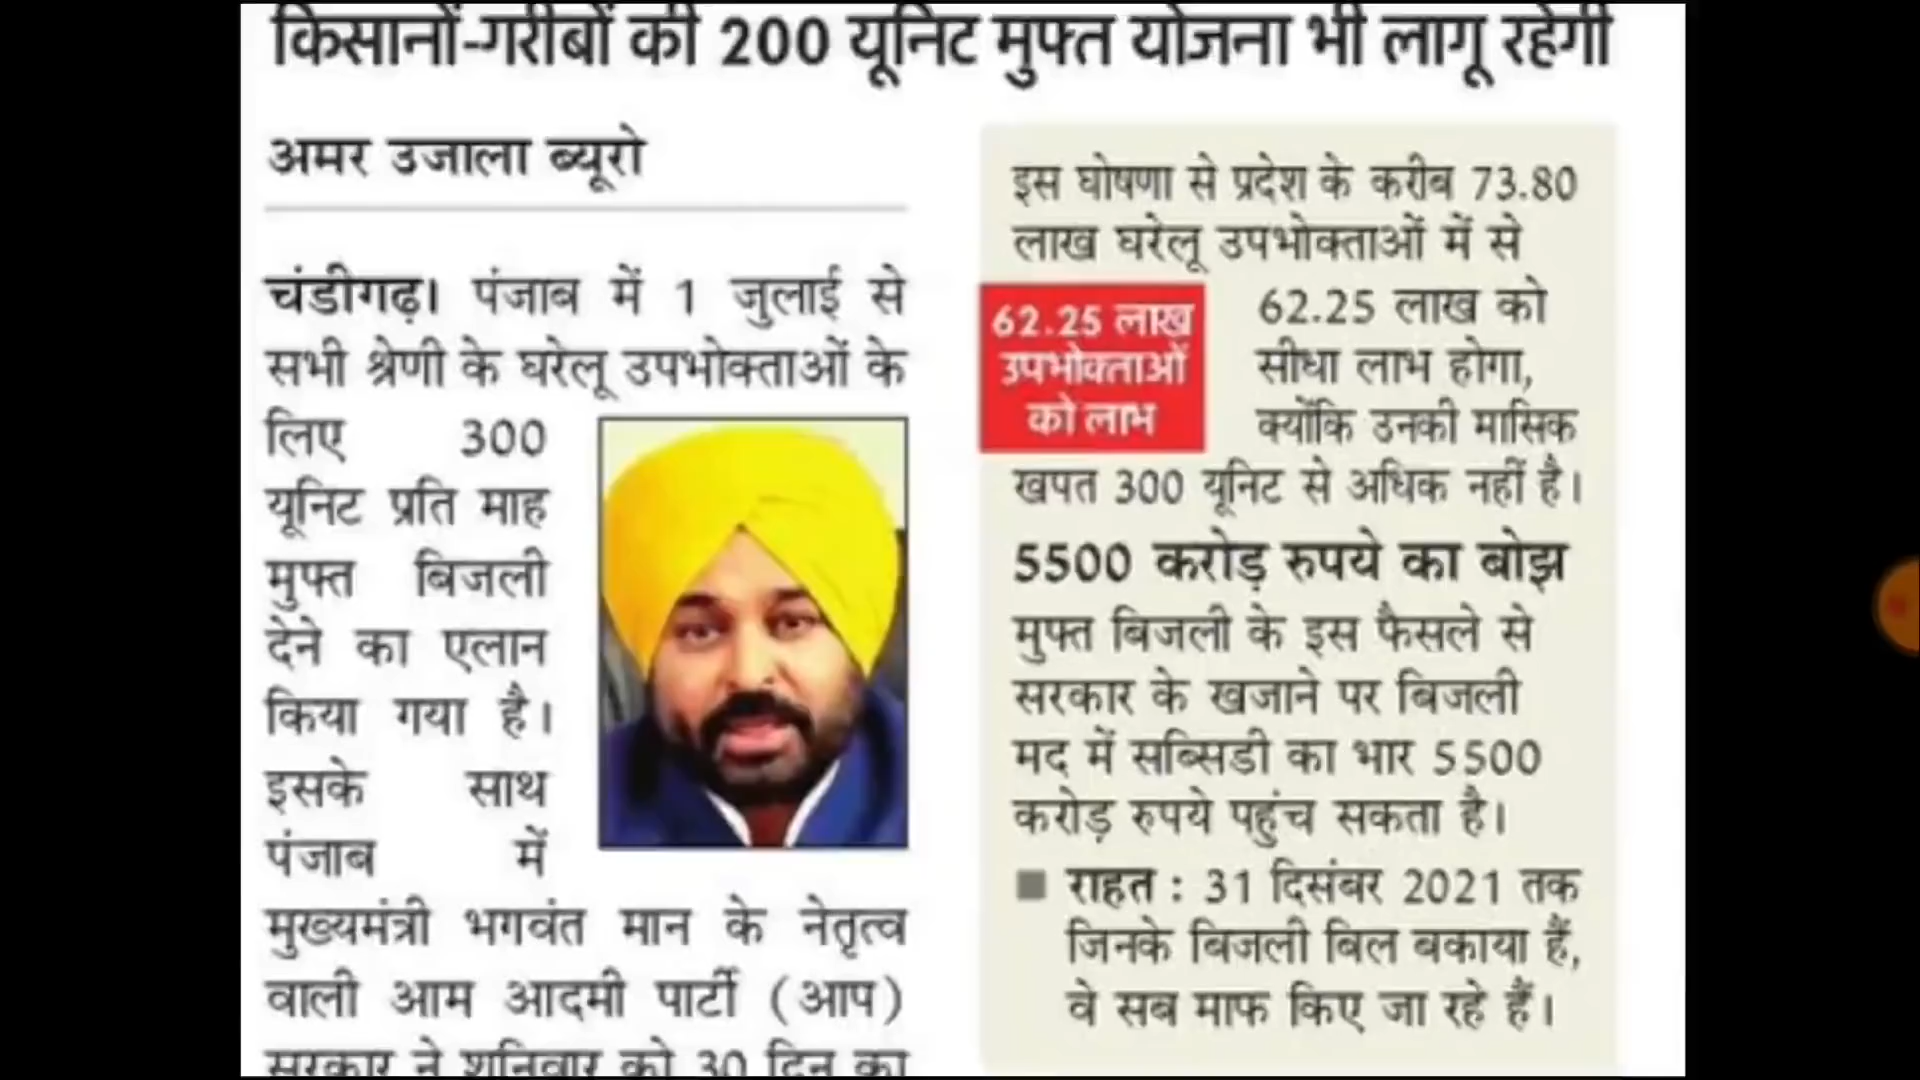 किसानों-गरीबों की 200 यूनिट मुफ्त योजना भी लागू रहेगी
अमर उजाला ब्यूरो
चंडीगढ़। पंजाब में 1 जुलाई से
सभी श्रेणी के घरेलू उपभोक्ताओं के
लिए 300
यूनिट प्रति माह
मुफ्त बिजली
देने का एलान
किया गया है।
इसके साथ
पंजाब में
मुख्यमंत्री भगवंत मान के नेतृत्व
वाली आम आदमी पार्टी (आप)
सरकार ने शनिवार को 30 दिन का
इस घोषणा से प्रदेश के करीब 73.80
लाख घरेलू उपभोक्ताओं में से
62.25 लाख
उपभोक्ताओं
को लाभ
62.25 लाख को
सीधा लाभ होगा,
क्योंकि उनकी मासिक
खपत 300 यूनिट से अधिक नहीं है।
5500 करोड़ रुपये का बोझ
मुफ्त बिजली के इस फैसले से
सरकार के खजाने पर बिजली
मद में सब्सिडी का भार 5500
करोड़ रुपये पहुंच सकता है।
राहत : 31 दिसंबर 2021 तक
जिनके बिजली बिल बकाया हैं,
वे सब माफ किए जा रहे हैं।